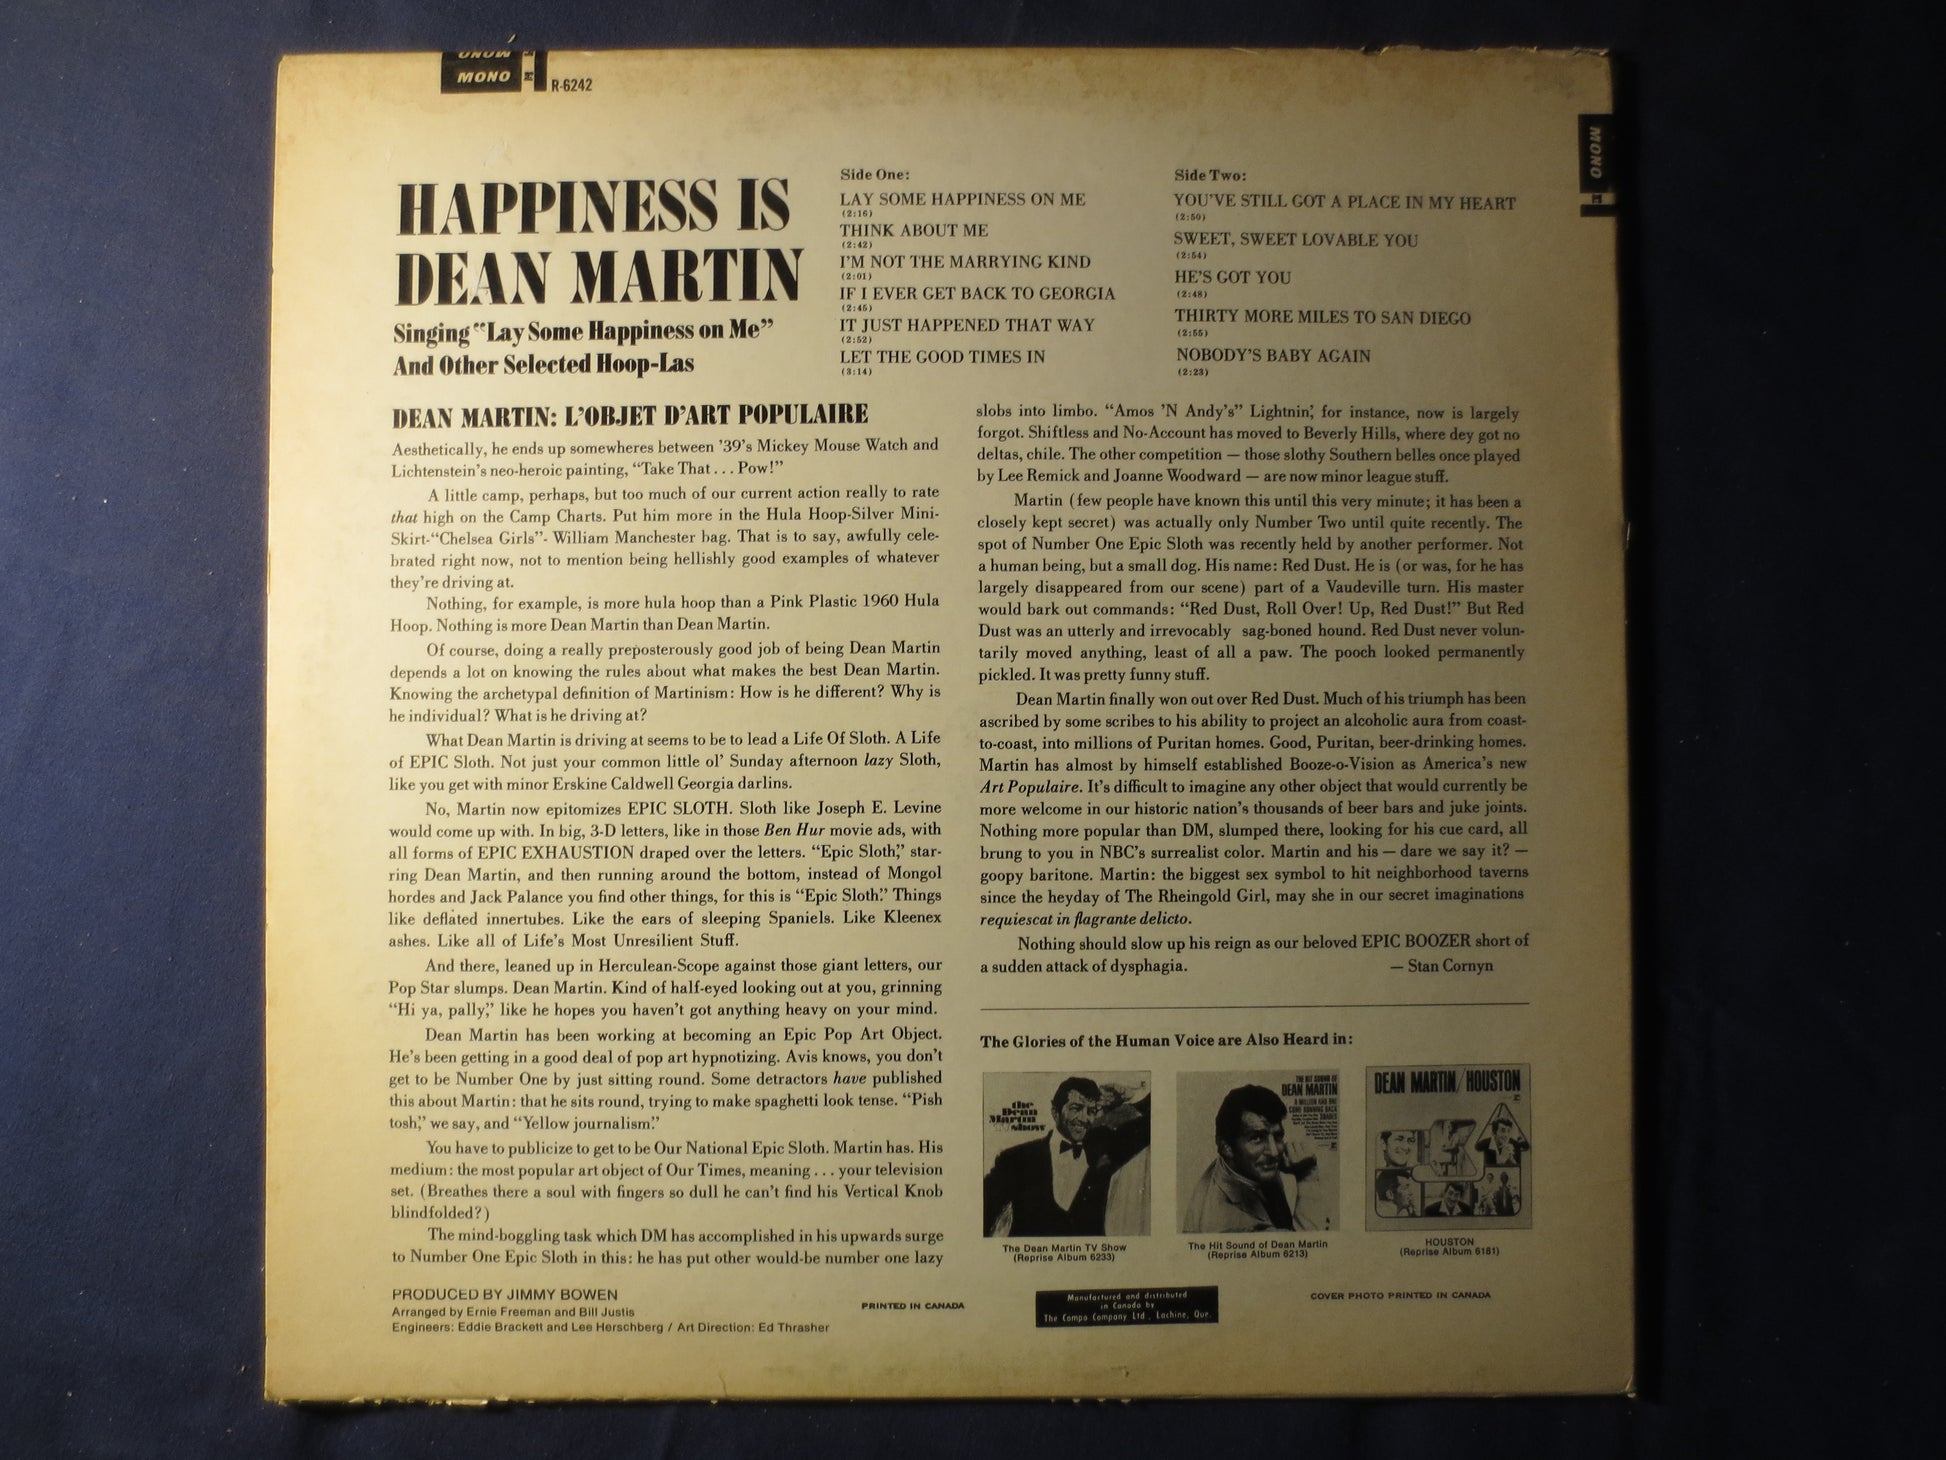 MONO
MONO
R-6242
MONO
HAPPINESS IS
DEAN MARTIN
Singing "Lay Some Happiness on Me"
And Other Selected Hoop-Las
Side One:
LAY SOME HAPPINESS ON ME
(2:16)
THINK ABOUT ME
(2:42)
I'M NOT THE MARRYING KIND
(2:01)
IF I EVER GET BACK TO GEORGIA
(2:45)
IT JUST HAPPENED THAT WAY
(2:52)
LET THE GOOD TIMES IN
(3:14)
Side Two:
YOU'VE STILL GOT A PLACE IN MY HEART
(2:50)
SWEET, SWEET LOVABLE YOU
(2:54)
HE'S GOT YOU
(2:48)
THIRTY MORE MILES TO SAN DIEGO
(2:55)
NOBODY'S BABY AGAIN
(2:23)
DEAN MARTIN: L'OBJET D'ART POPULAIRE
Aesthetically, he ends up somewheres between '39's Mickey Mouse Watch and
Lichtenstein's neo-heroic painting, "Take That . . . Pow!"
A little camp, perhaps, but too much of our current action really to rate
that high on the Camp Charts. Put him more in the Hula Hoop-Silver Mini-
Skirt-"Chelsea Girls"- William Manchester bag. That is to say, awfully cele-
brated right now, not to mention being hellishly good examples of whatever
they're driving at.
Nothing, for example, is more hula hoop than a Pink Plastic 1960 Hula
Hoop. Nothing is more Dean Martin than Dean Martin.
Of course, doing a really preposterously good job of being Dean Martin
depends a lot on knowing the rules about what makes the best Dean Martin.
Knowing the archetypal definition of Martinism: How is he different? Why is
he individual? What is he driving at?
What Dean Martin is driving at seems to be to lead a Life Of Sloth. A Life
of EPIC Sloth. Not just your common little ol' Sunday afternoon lazy Sloth,
like you get with minor Erskine Caldwell Georgia darlins.
No, Martin now epitomizes EPIC SLOTH. Sloth like Joseph E. Levine
would come up with. In big, 3-D letters, like in those Ben Hur movie ads, with
all forms of EPIC EXHAUSTION draped over the letters. "Epic Sloth," star-
ring Dean Martin, and then running around the bottom, instead of Mongol
hordes and Jack Palance you find other things, for this is "Epic Sloth." Things
like deflated innertubes. Like the ears of sleeping Spaniels. Like Kleenex
ashes. Like all of Life's Most Unresilient Stuff.
And there, leaned up in Herculean-Scope against those giant letters, our
Pop Star slumps. Dean Martin. Kind of half-eyed looking out at you, grinning
"Hi ya, pally," like he hopes you haven't got anything heavy on your mind.
Dean Martin has been working at becoming an Epic Pop Art Object.
He's been getting in a good deal of pop art hypnotizing. Avis knows, you don't
get to be Number One by just sitting round. Some detractors have published
this about Martin: that he sits round, trying to make spaghetti look tense. "Pish
tosh," we say, and "Yellow journalism."
You have to publicize to get to be Our National Epic Sloth. Martin has. His
medium: the most popular art object of Our Times, meaning . . . your television
set. (Breathes there a soul with fingers so dull he can't find his Vertical Knob
blindfolded?)
The mind-boggling task which DM has accomplished in his upwards surge
to Number One Epic Sloth in this: he has put other would-be number one lazy
slobs into limbo. "Amos 'N Andy's" Lightnin', for instance, now is largely
forgot. Shiftless and No-Account has moved to Beverly Hills, where dey got no
deltas, chile. The other competition — those slothy Southern belles once played
by Lee Remick and Joanne Woodward — are now minor league stuff.
Martin (few people have known this until this very minute; it has been a
closely kept secret) was actually only Number Two until quite recently. The
spot of Number One Epic Sloth was recently held by another performer. Not
a human being, but a small dog. His name: Red Dust. He is (or was, for he has
largely disappeared from our scene) part of a Vaudeville turn. His master
would bark out commands: "Red Dust, Roll Over! Up, Red Dust!" But Red
Dust was an utterly and irrevocably sag-boned hound. Red Dust never volun-
tarily moved anything, least of all a paw. The pooch looked permanently
pickled. It was pretty funny stuff.
Dean Martin finally won out over Red Dust. Much of his triumph has been
ascribed by some scribes to his ability to project an alcoholic aura from coast-
to-coast, into millions of Puritan homes. Good, Puritan, beer-drinking homes.
Martin has almost by himself established Booze-o-Vision as America's new
Art Populaire. It's difficult to imagine any other object that would currently be
more welcome in our historic nation's thousands of beer bars and juke joints.
Nothing more popular than DM, slumped there, looking for his cue card, all
brung to you in NBC's surrealist color. Martin and his — dare we say it? —
goopy baritone. Martin: the biggest sex symbol to hit neighborhood taverns
since the heyday of The Rheingold Girl, may she in our secret imaginations
requiescat in flagrante delicto.
Nothing should slow up his reign as our beloved EPIC BOOZER short of
a sudden attack of dysphagia. — Stan Cornyn
The Glories of the Human Voice are Also Heard in:
the
Dean
Martin
TV show
THE HIT SOUND OF
DEAN MARTIN
A MILLION AND ONE
COME RUNNING BACK
SHADES
DEAN MARTIN/HOUSTON
The Dean Martin TV Show
(Reprise Album 6233)
The Hit Sound of Dean Martin
(Reprise Album 6213)
HOUSTON
(Reprise Album 6181)
PRODUCED BY JIMMY BOWEN
Arranged by Ernie Freeman and Bill Justis
Engineers: Eddie Brackett and Lee Herschberg / Art Direction: Ed Thrasher
PRINTED IN CANADA
Manufactured and distributed
in Canada by
The Compo Company Ltd., Lachine, Que.
COVER PHOTO PRINTED IN CANADA